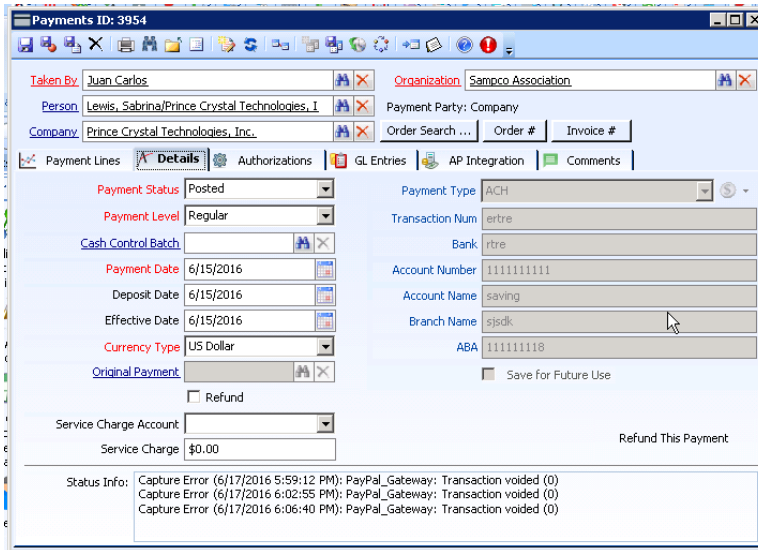 Payments ID: 3954
Taken By Juan Carlos Organization Sampco Association
Person Lewis, Sabrina/Prince Crystal Technologies, I Payment Party: Company
Company Prince Crystal Technologies, Inc. Order Search ... Order # Invoice #
Payment Lines Details Authorizations GL Entries AP Integration Comments
Payment Status Posted Payment Type ACH
Payment Level Regular Transaction Num ertre
Cash Control Batch Bank rtre
Payment Date 6/15/2016 Account Number 1111111111
Deposit Date 6/15/2016 Account Name saving
Effective Date 6/15/2016 Branch Name sjsdk
Currency Type US Dollar ABA 111111118
Original Payment Save for Future Use
Refund
Service Charge Account
Service Charge $0.00 Refund This Payment
Status Info: Capture Error (6/17/2016 5:59:12 PM): PayPal_Gateway: Transaction voided (0)
Capture Error (6/17/2016 6:02:55 PM): PayPal_Gateway: Transaction voided (0)
Capture Error (6/17/2016 6:06:40 PM): PayPal_Gateway: Transaction voided (0)